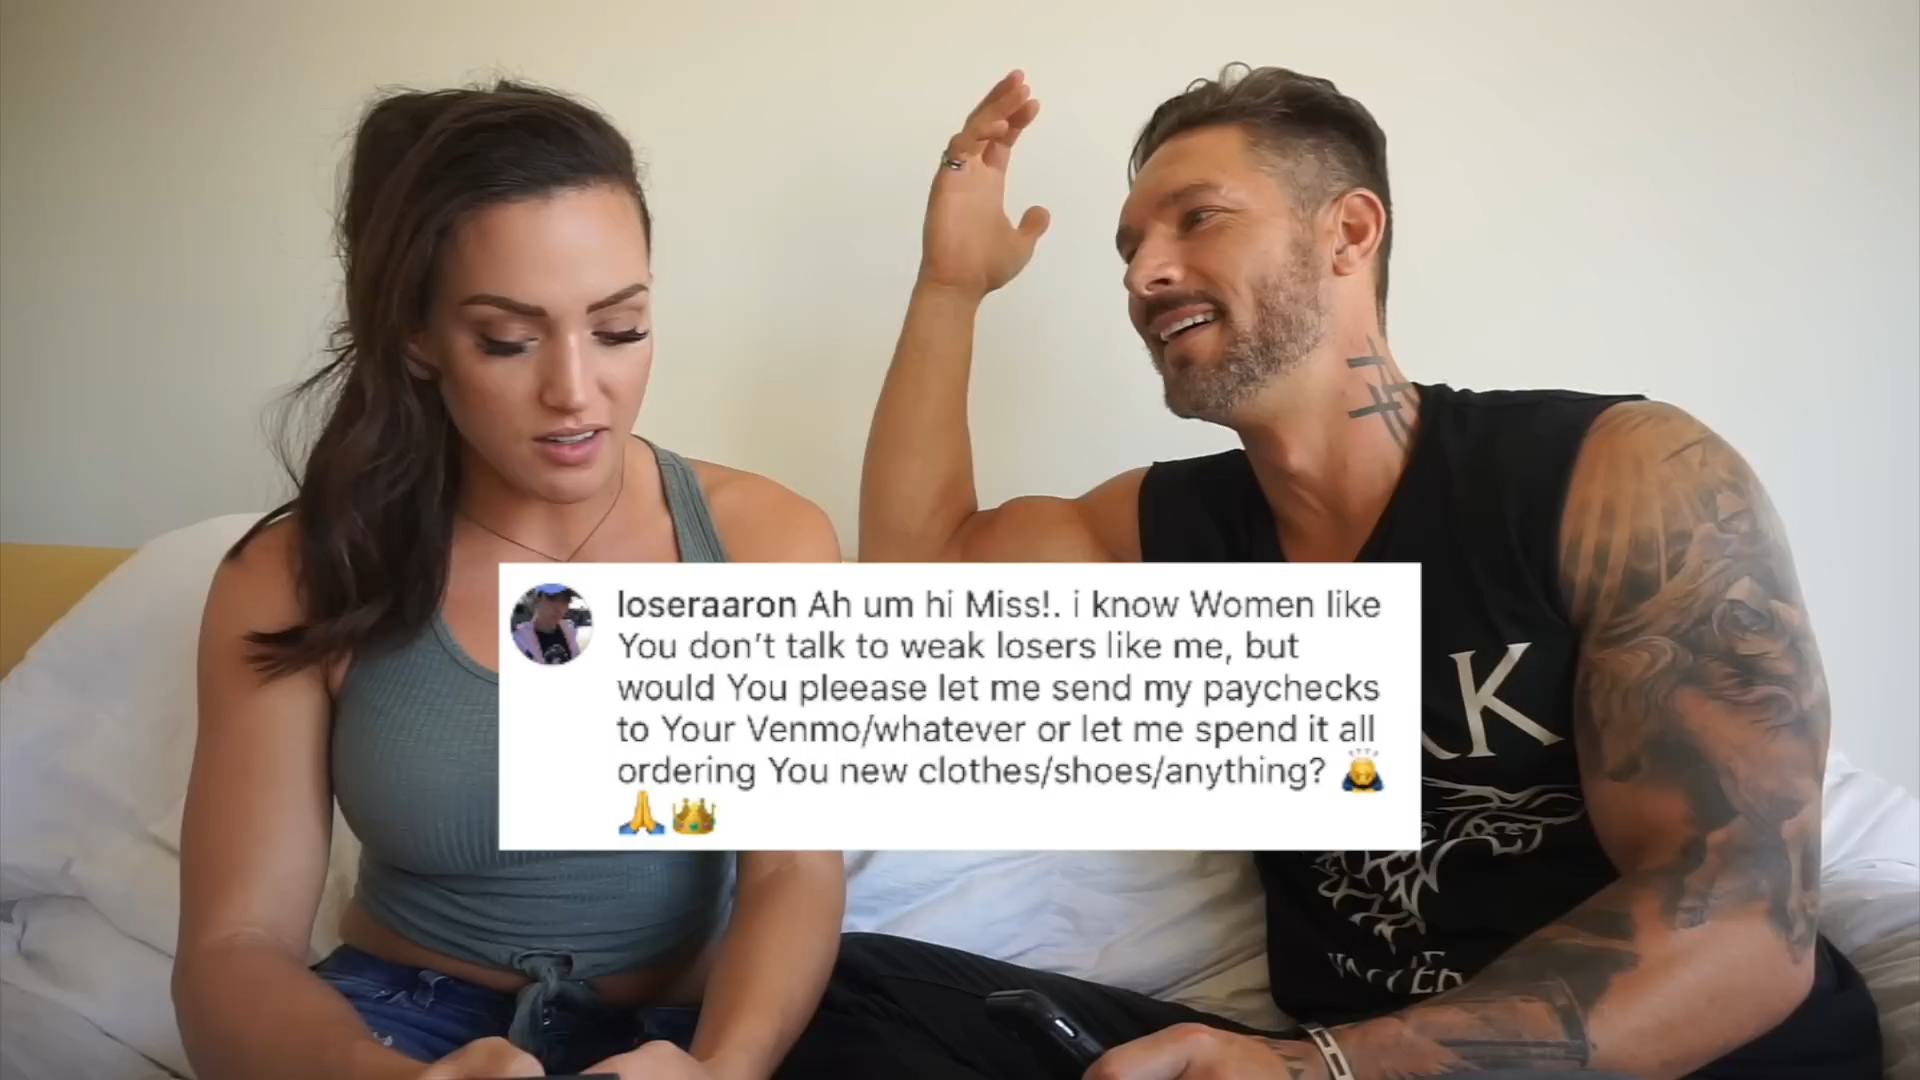 loseraaron Ah um hi Miss!. i know Women like
You don't talk to weak losers like me, but
would You pleease let me send my paychecks
to Your Venmo/whatever or let me spend it all
ordering You new clothes/shoes/anything? 🙇
🙏👑
K